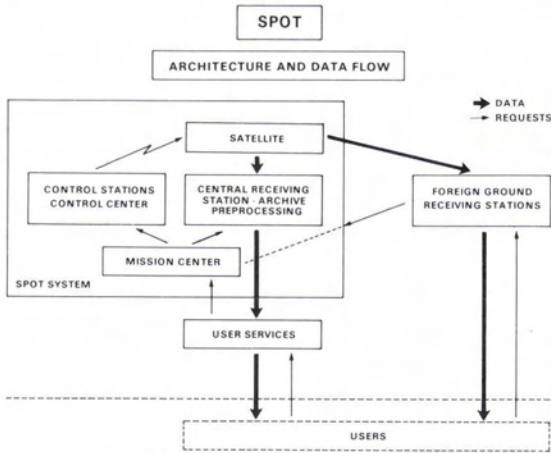 SPOT
ARCHITECTURE AND DATA FLOW
DATA
REQUESTS
SATELLITE
CONTROL STATIONS
CONTROL CENTER
CENTRAL RECEIVING
STATION - ARCHIVE
PREPROCESSING
FOREIGN GROUND
RECEIVING STATIONS
MISSION CENTER
SPOT SYSTEM
USER SERVICES
USERS